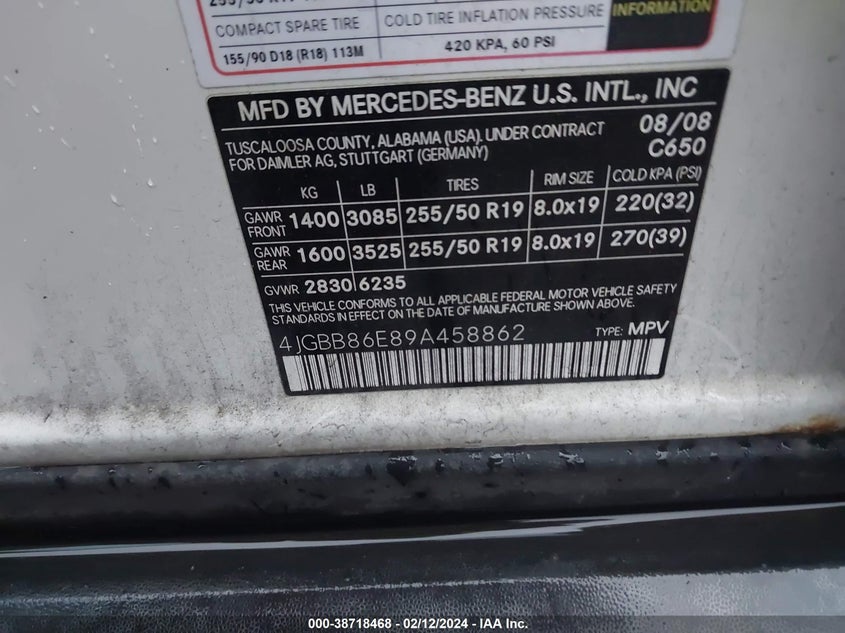 COMPACT SPARE TIRE COLD TIRE INFLATION PRESSURE INFORMATION
155/90 D18 (R18) 113M 420 KPA, 60 PSI
MFD BY MERCEDES-BENZ U.S. INTL., INC
TUSCALOOSA COUNTY, ALABAMA (USA). UNDER CONTRACT 08/08
FOR DAIMLER AG, STUTTGART (GERMANY) C650
KG LB TIRES RIM SIZE COLD KPA (PSI)
GAWR FRONT 1400 3085 255/50 R19 8.0x19 220(32)
GAWR REAR 1600 3525 255/50 R19 8.0x19 270(39)
GVWR 2830 6235
THIS VEHICLE CONFORMS TO ALL APPLICABLE FEDERAL MOTOR VEHICLE SAFETY
STANDARDS IN EFFECT ON THE DATE OF MANUFACTURE SHOWN ABOVE.
4JGBB86E89A458862 TYPE: MPV
000-38718468 - 02/12/2024 - IAA Inc.